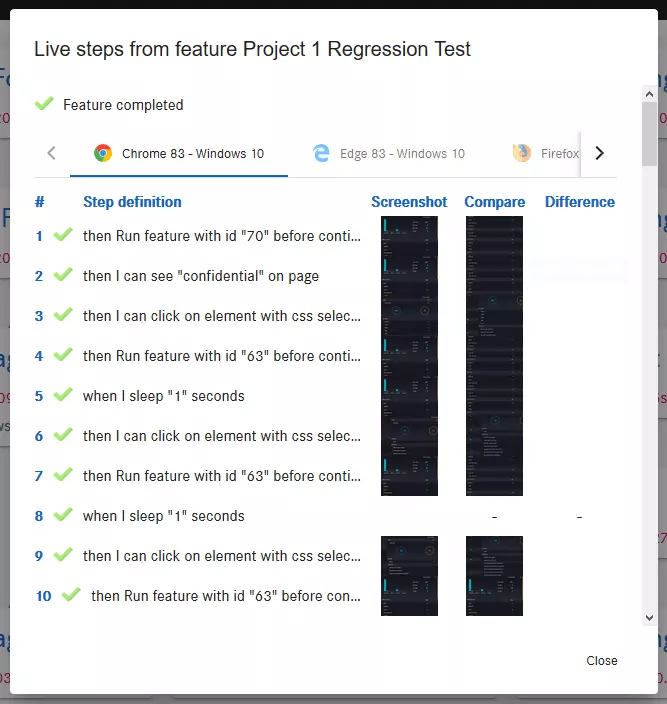 Live steps from feature Project 1 Regression Test
Feature completed
Chrome 83 - Windows 10
Edge 83 - Windows 10
Firefox
# Step definition Screenshot Compare Difference
1 then Run feature with id "70" before conti...
2 then I can see "confidential" on page
3 then I can click on element with css selec...
4 then Run feature with id "63" before conti...
5 when I sleep "1" seconds
6 then I can click on element with css selec...
7 then Run feature with id "63" before conti...
8 when I sleep "1" seconds - -
9 then I can click on element with css selec...
10 then Run feature with id "63" before con...
Close